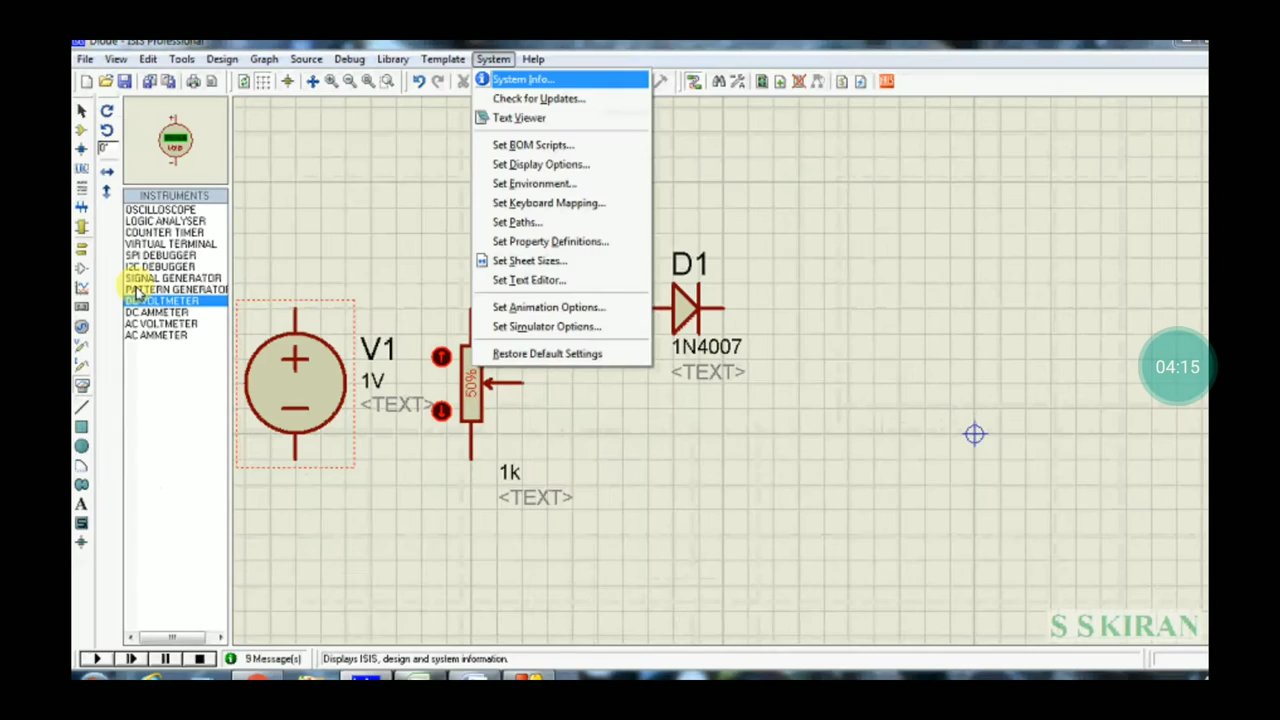 Diode - ISIS Professional
File View Edit Tools Design Graph Source Debug Library Template System Help
System Info...
Check for Updates...
Text Viewer
Set BOM Scripts...
Set Display Options...
Set Environment...
Set Keyboard Mapping...
Set Paths...
Set Property Definitions...
Set Sheet Sizes...
Set Text Editor...
Set Animation Options...
Set Simulator Options...
Restore Default Settings
0°
INSTRUMENTS
OSCILLOSCOPE
LOGIC ANALYSER
COUNTER TIMER
VIRTUAL TERMINAL
SPI DEBUGGER
I2C DEBUGGER
SIGNAL GENERATOR
PATTERN GENERATO
DC VOLTMETER
DC AMMETER
AC VOLTMETER
AC AMMETER
V1
1V
<TEXT>
50%
1k
<TEXT>
D1
1N4007
<TEXT>
04:15
S S KIRAN
9 Message(s)
Displays ISIS, design and system information.